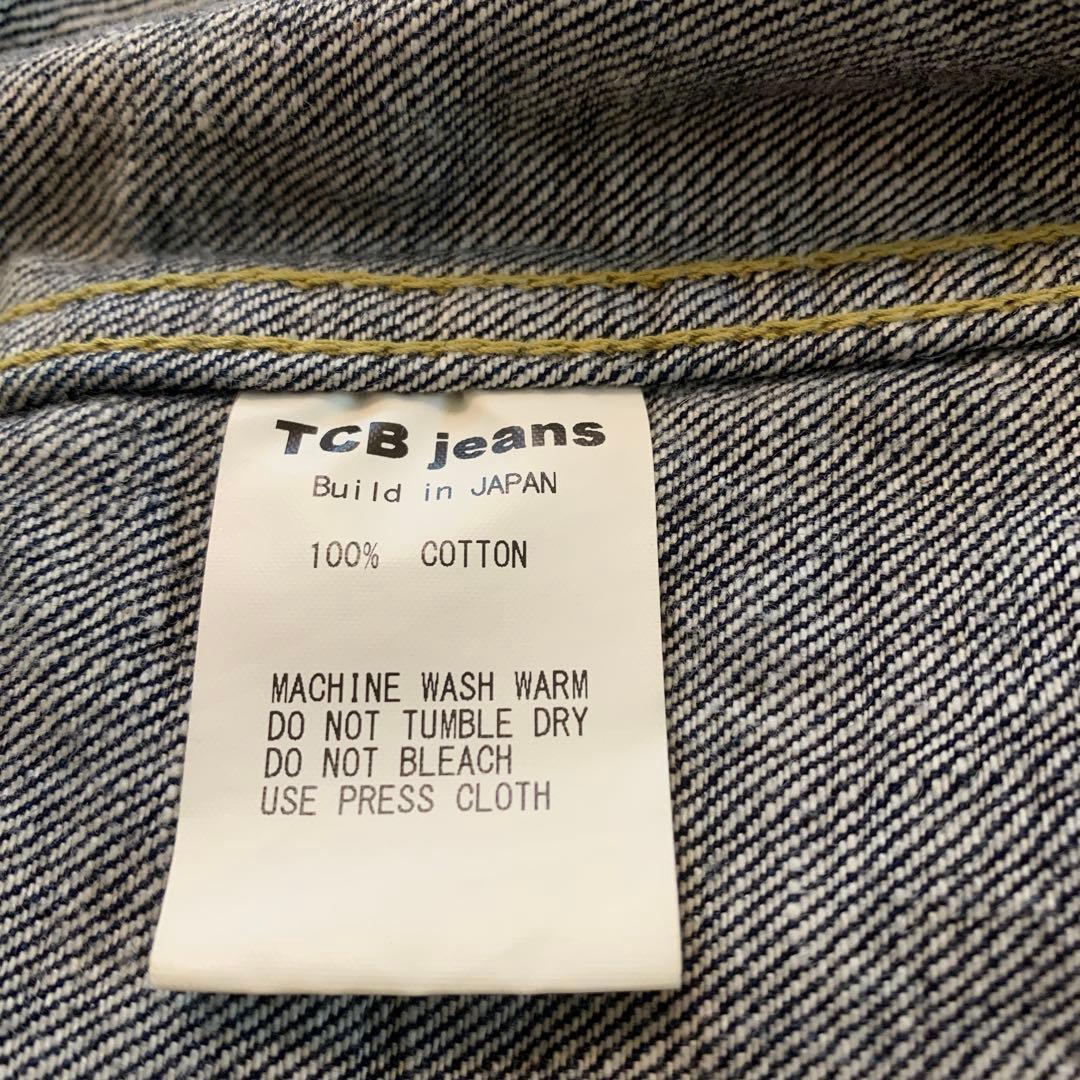 TCB jeans
Build in JAPAN
100% COTTON
MACHINE WASH WARM
DO NOT TUMBLE DRY
DO NOT BLEACH
USE PRESS CLOTH